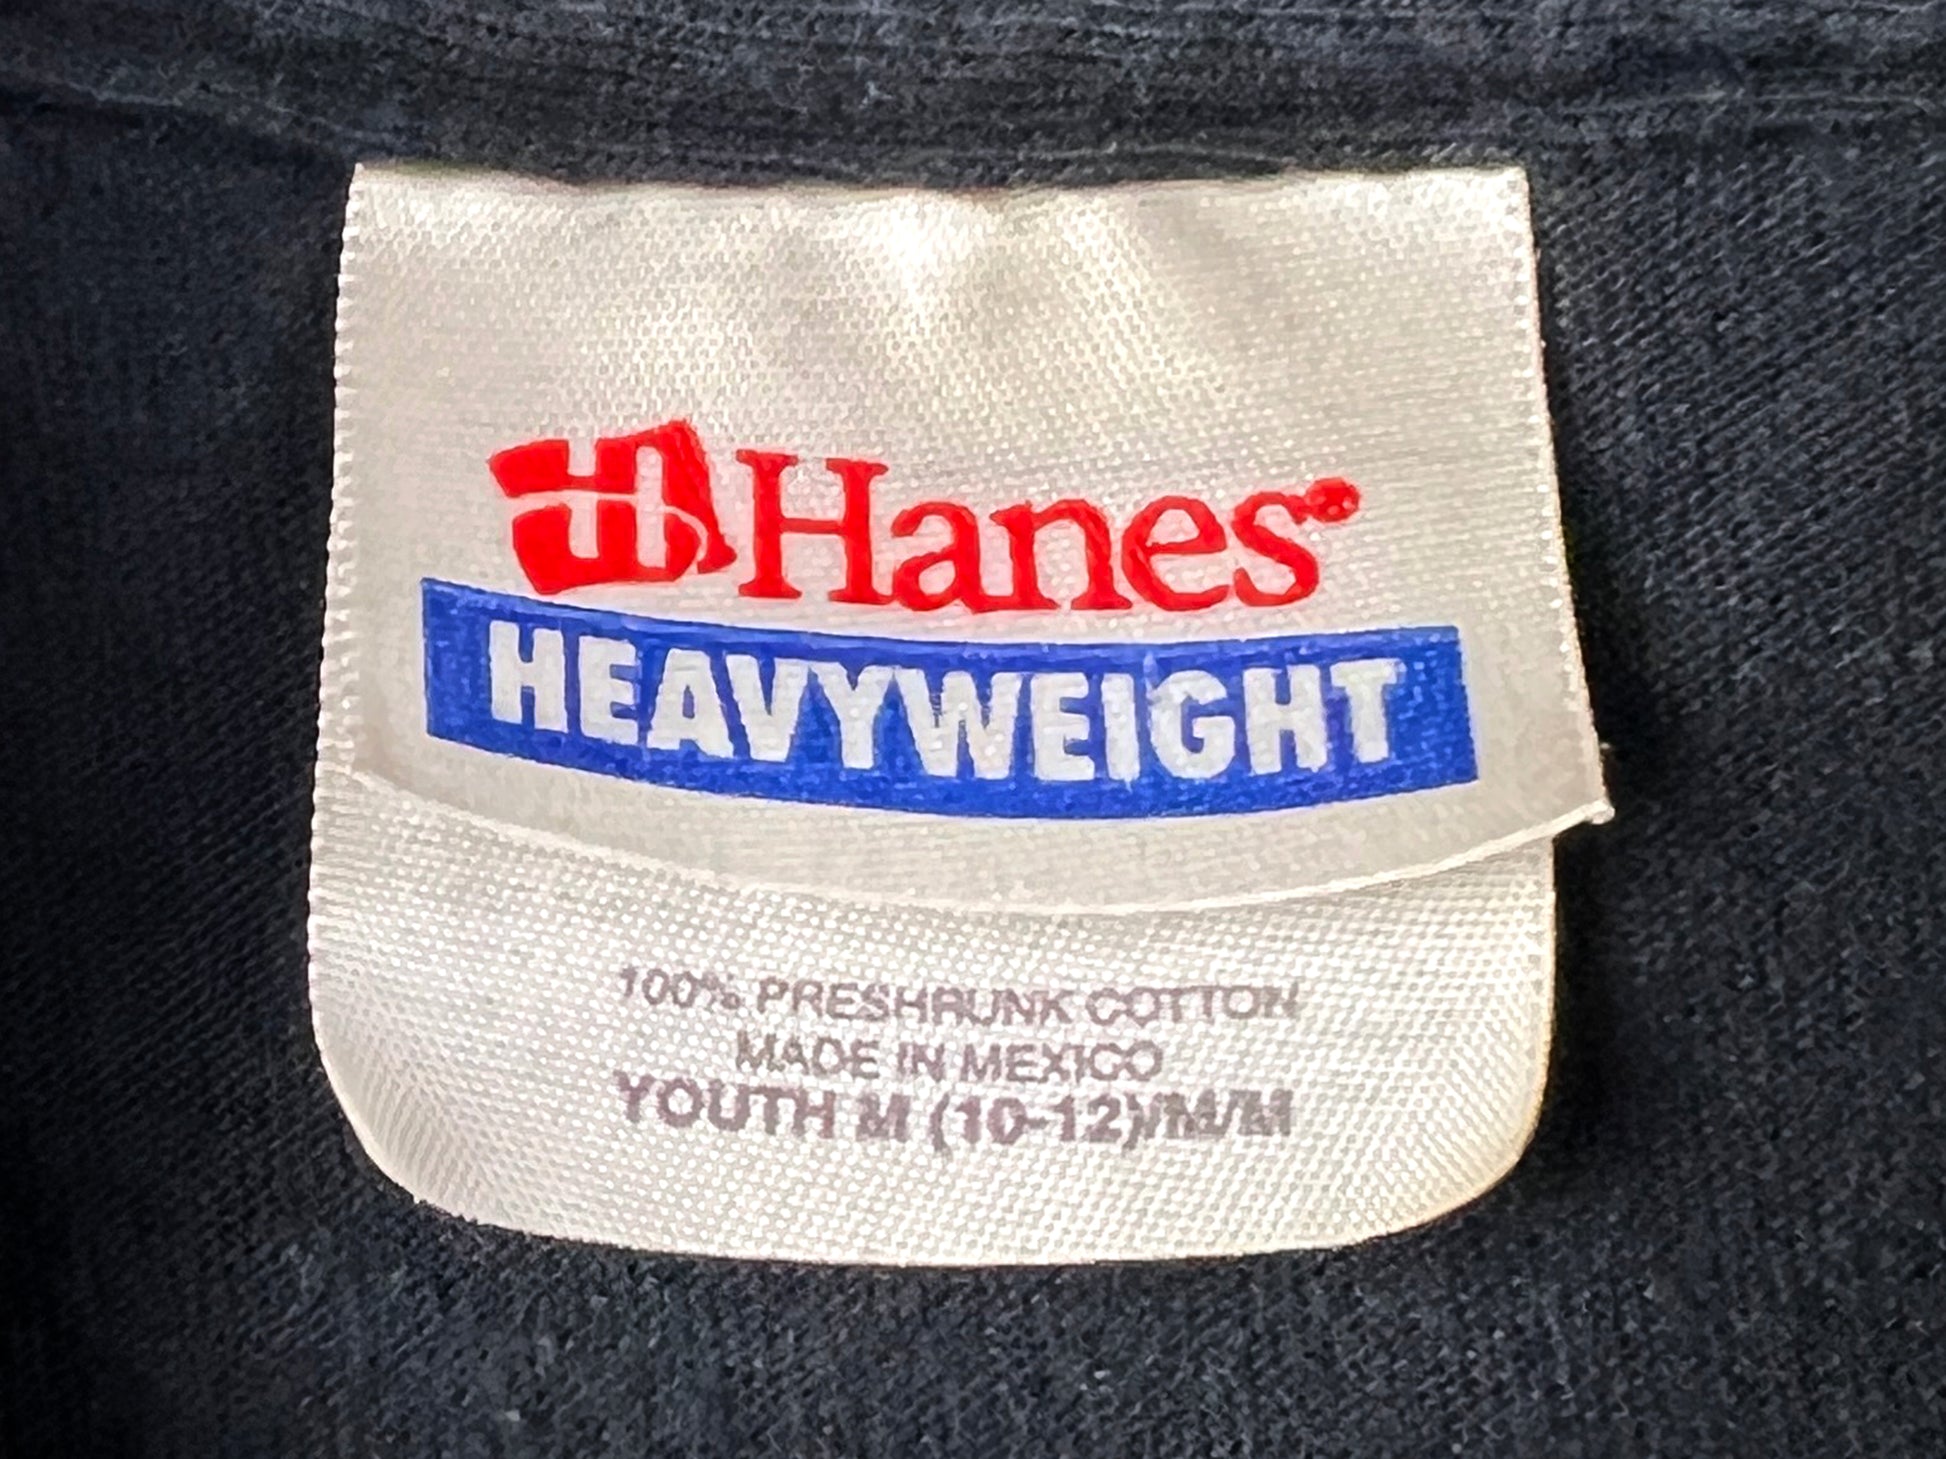 H Hanes®
HEAVYWEIGHT
100% PRESHRUNK COTTON
MADE IN MEXICO
YOUTH M (10-12)/M/M